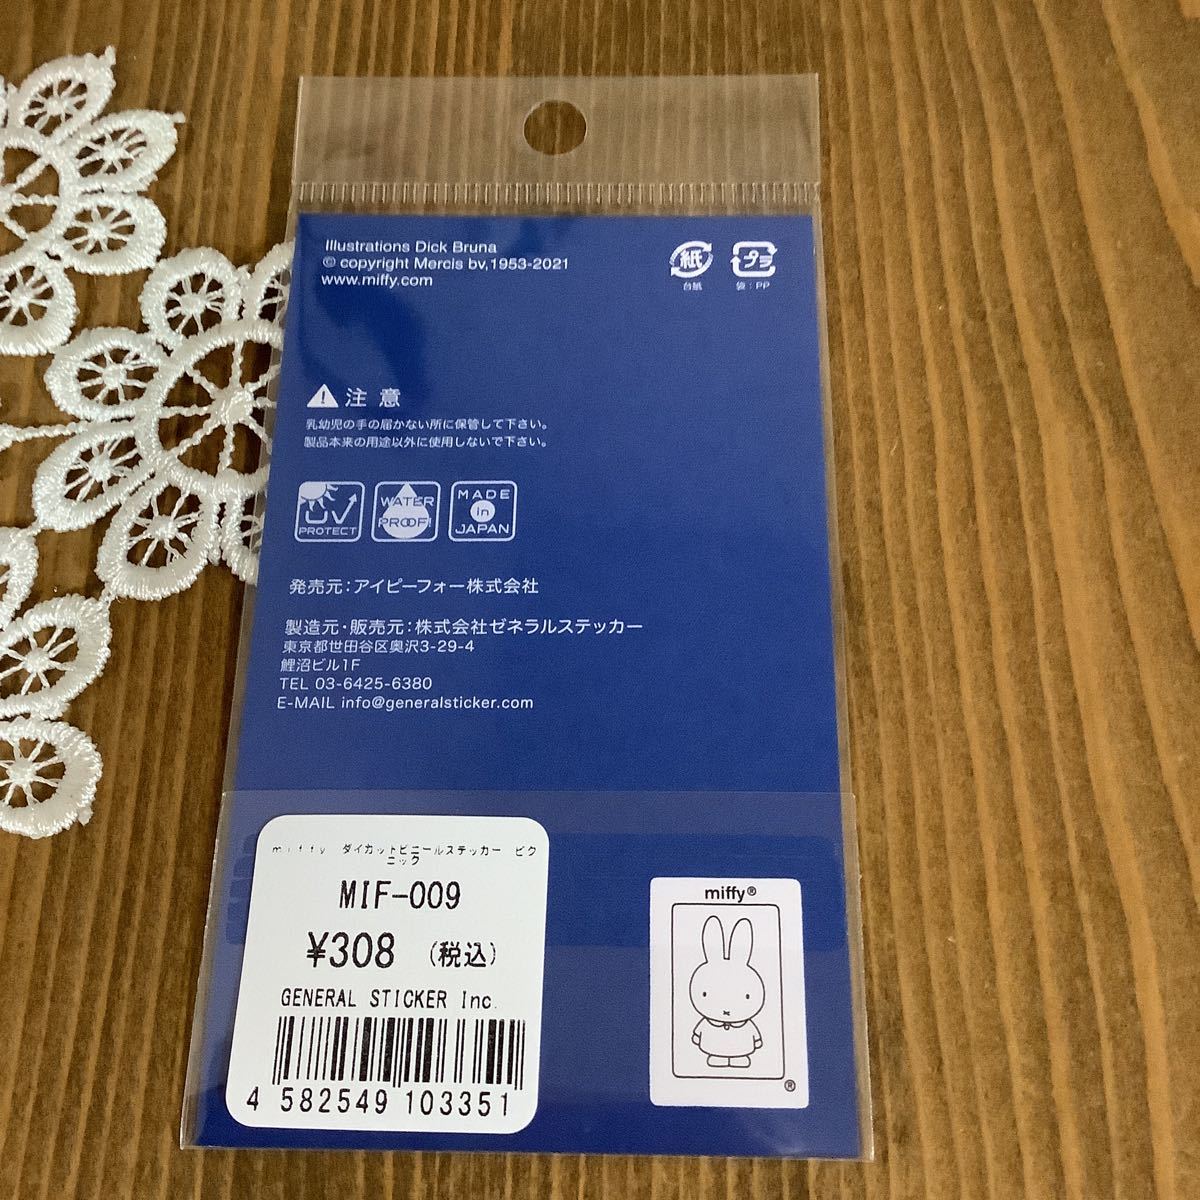 Illustrations Dick Bruna
© copyright Mercis bv,1953-2021
www.miffy.com
紙
台紙
プラ
袋：PP
注意
乳幼児の手の届かない所に保管して下さい。
製品本来の用途以外に使用しないで下さい。
UV
PROTECT
WATER
PROOF!
MADE
in
JAPAN
発売元：アイピーフォー株式会社
製造元・販売元：株式会社ゼネラルステッカー
東京都世田谷区奥沢3-29-4
鯉沼ビル1F
TEL 03-6425-6380
E-MAIL info@generalsticker.com
miffy ダイカットビニールステッカー ピク
ニック
MIF-009
¥308 (税込)
GENERAL STICKER Inc.
4 582549 103351
miffy®
®